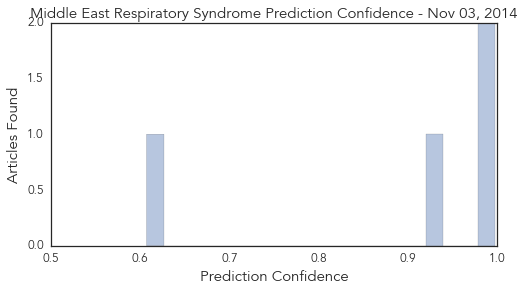 Middle East Respiratory Syndrome Prediction Confidence - Nov 03, 2014
2.0
1.5
1.0
0.5
0.0
Articles Found
0.5 0.6 0.7 0.8 0.9 1.0
Prediction Confidence